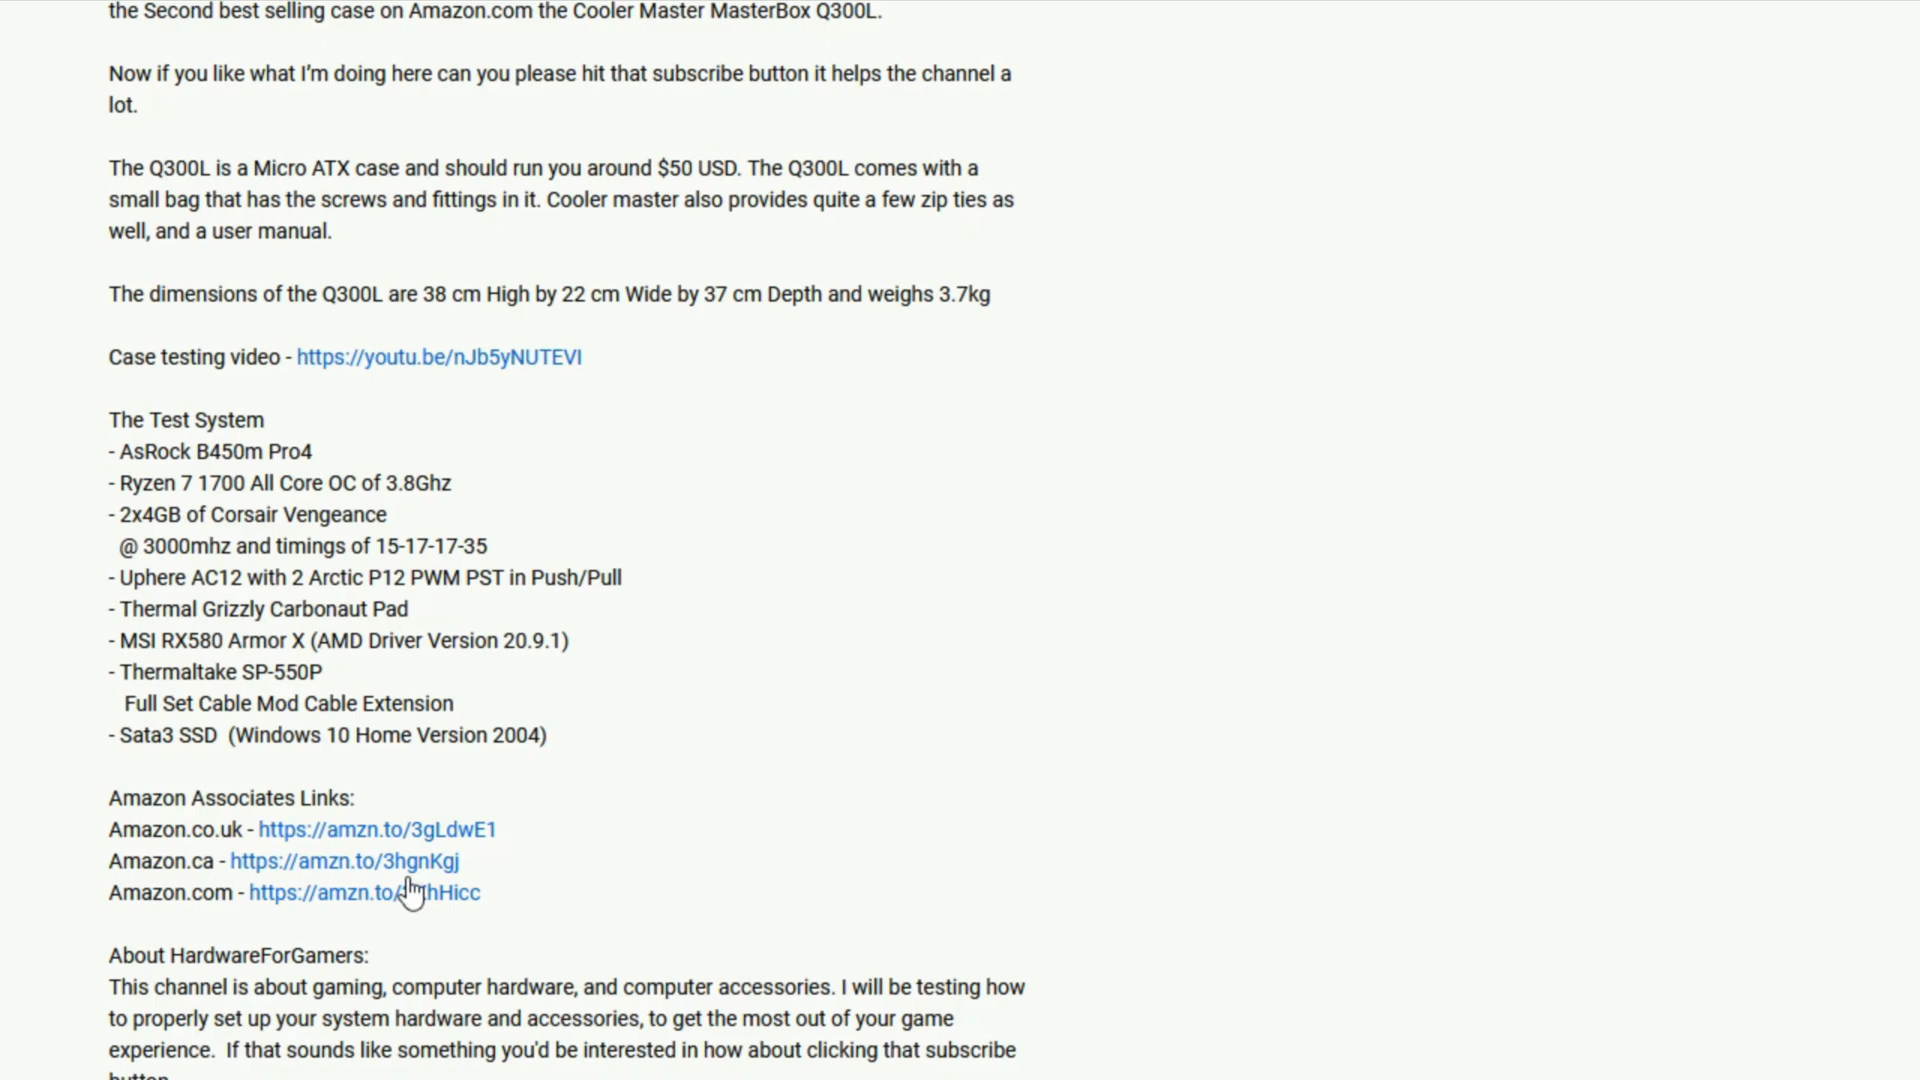 the Second best selling case on Amazon.com the Cooler Master MasterBox Q300L.
Now if you like what I'm doing here can you please hit that subscribe button it helps the channel a
lot.
The Q300L is a Micro ATX case and should run you around $50 USD. The Q300L comes with a
small bag that has the screws and fittings in it. Cooler master also provides quite a few zip ties as
well, and a user manual.
The dimensions of the Q300L are 38 cm High by 22 cm Wide by 37 cm Depth and weighs 3.7kg
Case testing video - https://youtu.be/nJb5yNUTEVI
The Test System
- AsRock B450m Pro4
- Ryzen 7 1700 All Core OC of 3.8Ghz
- 2x4GB of Corsair Vengeance
@ 3000mhz and timings of 15-17-17-35
- Uphere AC12 with 2 Arctic P12 PWM PST in Push/Pull
- Thermal Grizzly Carbonaut Pad
- MSI RX580 Armor X (AMD Driver Version 20.9.1)
- Thermaltake SP-550P
Full Set Cable Mod Cable Extension
- Sata3 SSD (Windows 10 Home Version 2004)
Amazon Associates Links:
Amazon.co.uk - https://amzn.to/3gLdwE1
Amazon.ca - https://amzn.to/3hgnKgj
Amazon.com -
About HardwareForGamers:
This channel is about gaming, computer hardware, and computer accessories. I will be testing how
to properly set up your system hardware and accessories, to get the most out of your game
experience. If that sounds like something you'd be interested in how about clicking that subscribe